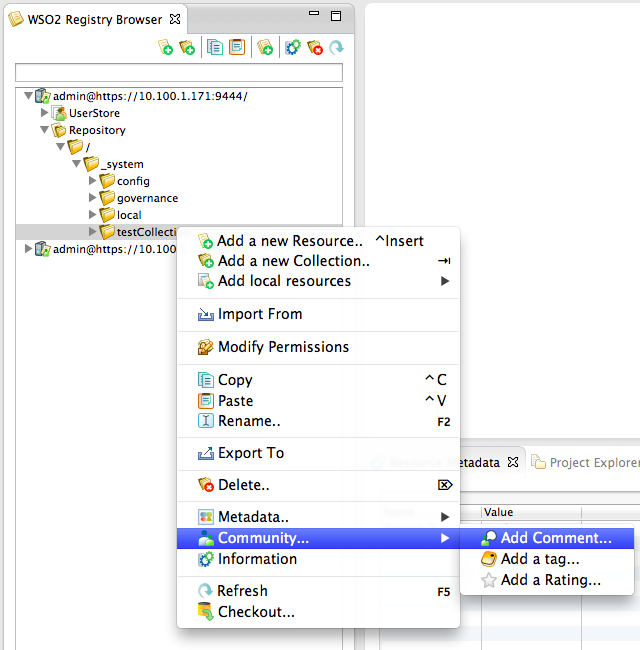 WSO2 Registry Browser
admin@https://10.100.1.171:9444/
UserStore
Repository
/
_system
config
governance
local
testCollecti
admin@https://10.100
Add a new Resource.. ^Insert
Add a new Collection..
Add local resources
Import From
Modify Permissions
Copy ^C
Paste ^V
Rename.. F2
Export To
Delete..
Metadata..
Community...
Information
Refresh F5
Checkout...
Add Comment...
Add a tag...
Add a Rating...
etadata
Project Explorer
Value